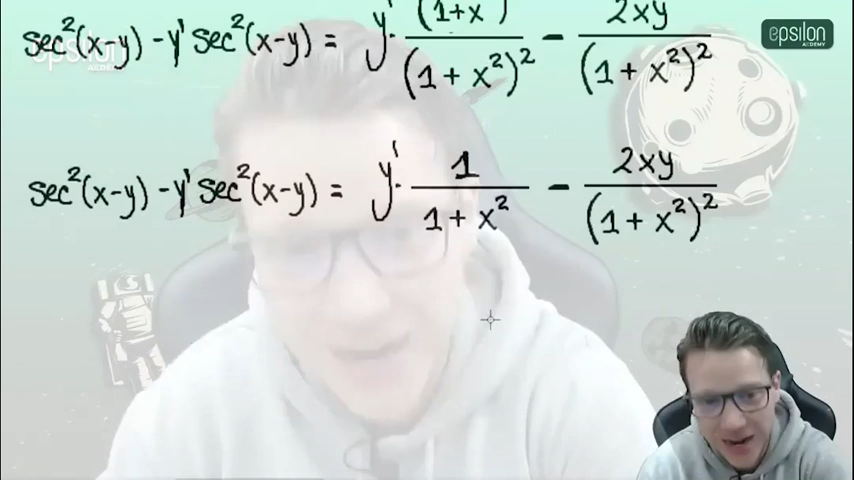 sec²(x-y) - y' sec²(x-y) = y' · (1+x )/(1 + x²)² - 2xy/(1 + x²)²
epsilon
sec²(x-y) - y' sec²(x-y) = y' · 1/(1 + x²) - 2xy/(1 + x²)²